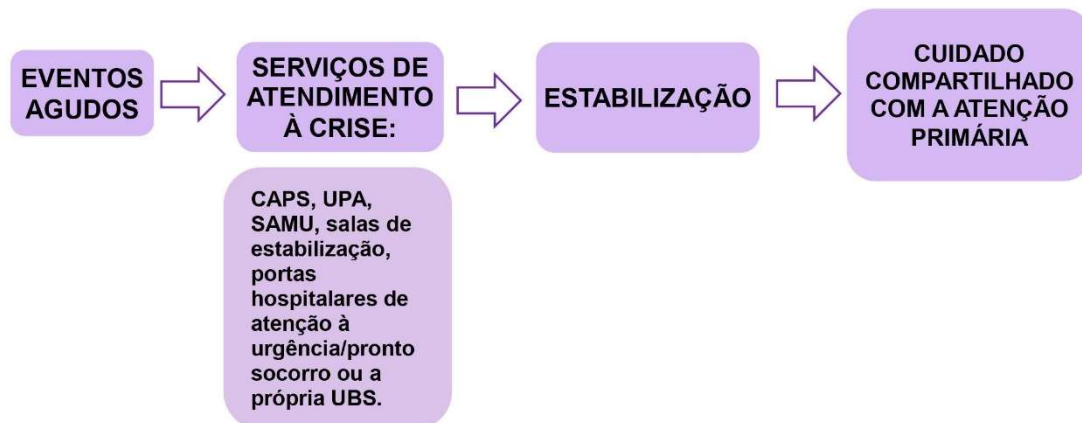 EVENTOS
AGUDOS
SERVIÇOS DE
ATENDIMENTO
À CRISE:
CAPS, UPA,
SAMU, salas de
estabilização,
portas
hospitalares de
atenção à
urgência/pronto
socorro ou a
própria UBS.
ESTABILIZAÇÃO
CUIDADO
COMPARTILHADO
COM A ATENÇÃO
PRIMÁRIA